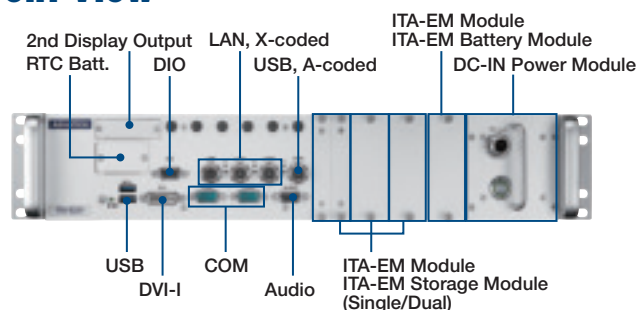 2nd Display Output
RTC Batt.
DIO
LAN, X-coded
USB, A-coded
ITA-EM Module
ITA-EM Battery Module
DC-IN Power Module
USB
DVI-I
COM
Audio
ITA-EM Module
ITA-EM Storage Module
(Single/Dual)